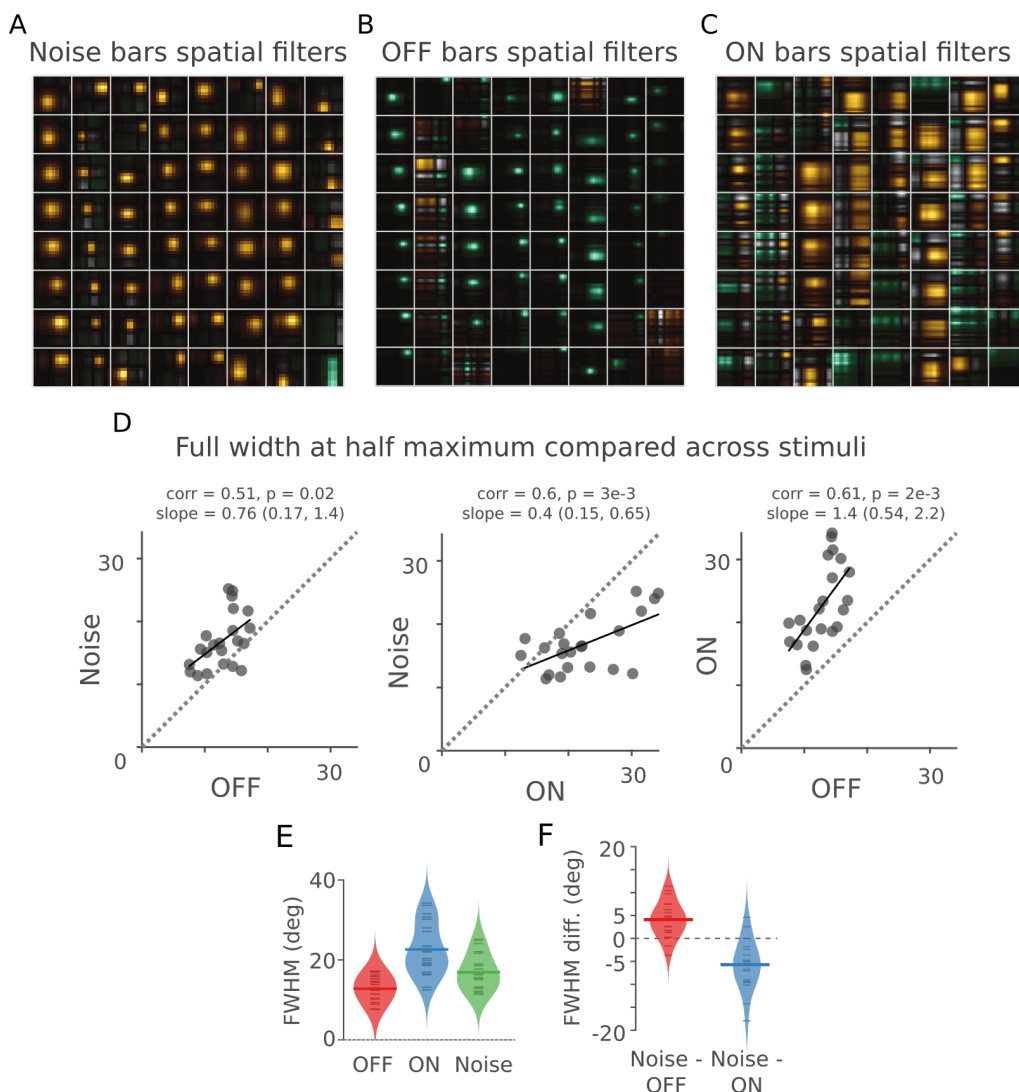 A
Noise bars spatial filters
B
OFF bars spatial filters
C
ON bars spatial filters
D
Full width at half maximum compared across stimuli
corr = 0.51, p = 0.02
slope = 0.76 (0.17, 1.4)
30
Noise
0
OFF
30
corr = 0.6, p = 3e-3
slope = 0.4 (0.15, 0.65)
30
Noise
0
ON
30
corr = 0.61, p = 2e-3
slope = 1.4 (0.54, 2.2)
30
ON
0
OFF
30
E
FWHM (deg)
40
20
0
OFF ON Noise
F
FWHM diff. (deg)
20
5
0
-5
-20
Noise - OFF
Noise - ON